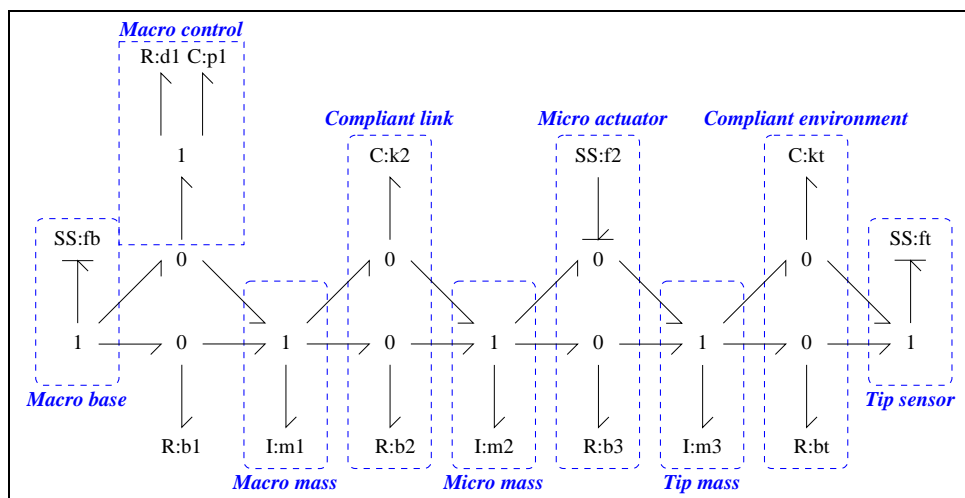 Macro control
R:d1 C:p1
Compliant link
Micro actuator
Compliant environment
1
C:k2
SS:f2
C:kt
SS:fb
SS:ft
0
0
0
0
1
0
1
0
1
0
1
0
1
Macro base
Tip sensor
R:b1
I:m1
R:b2
I:m2
R:b3
I:m3
R:bt
Macro mass
Micro mass
Tip mass